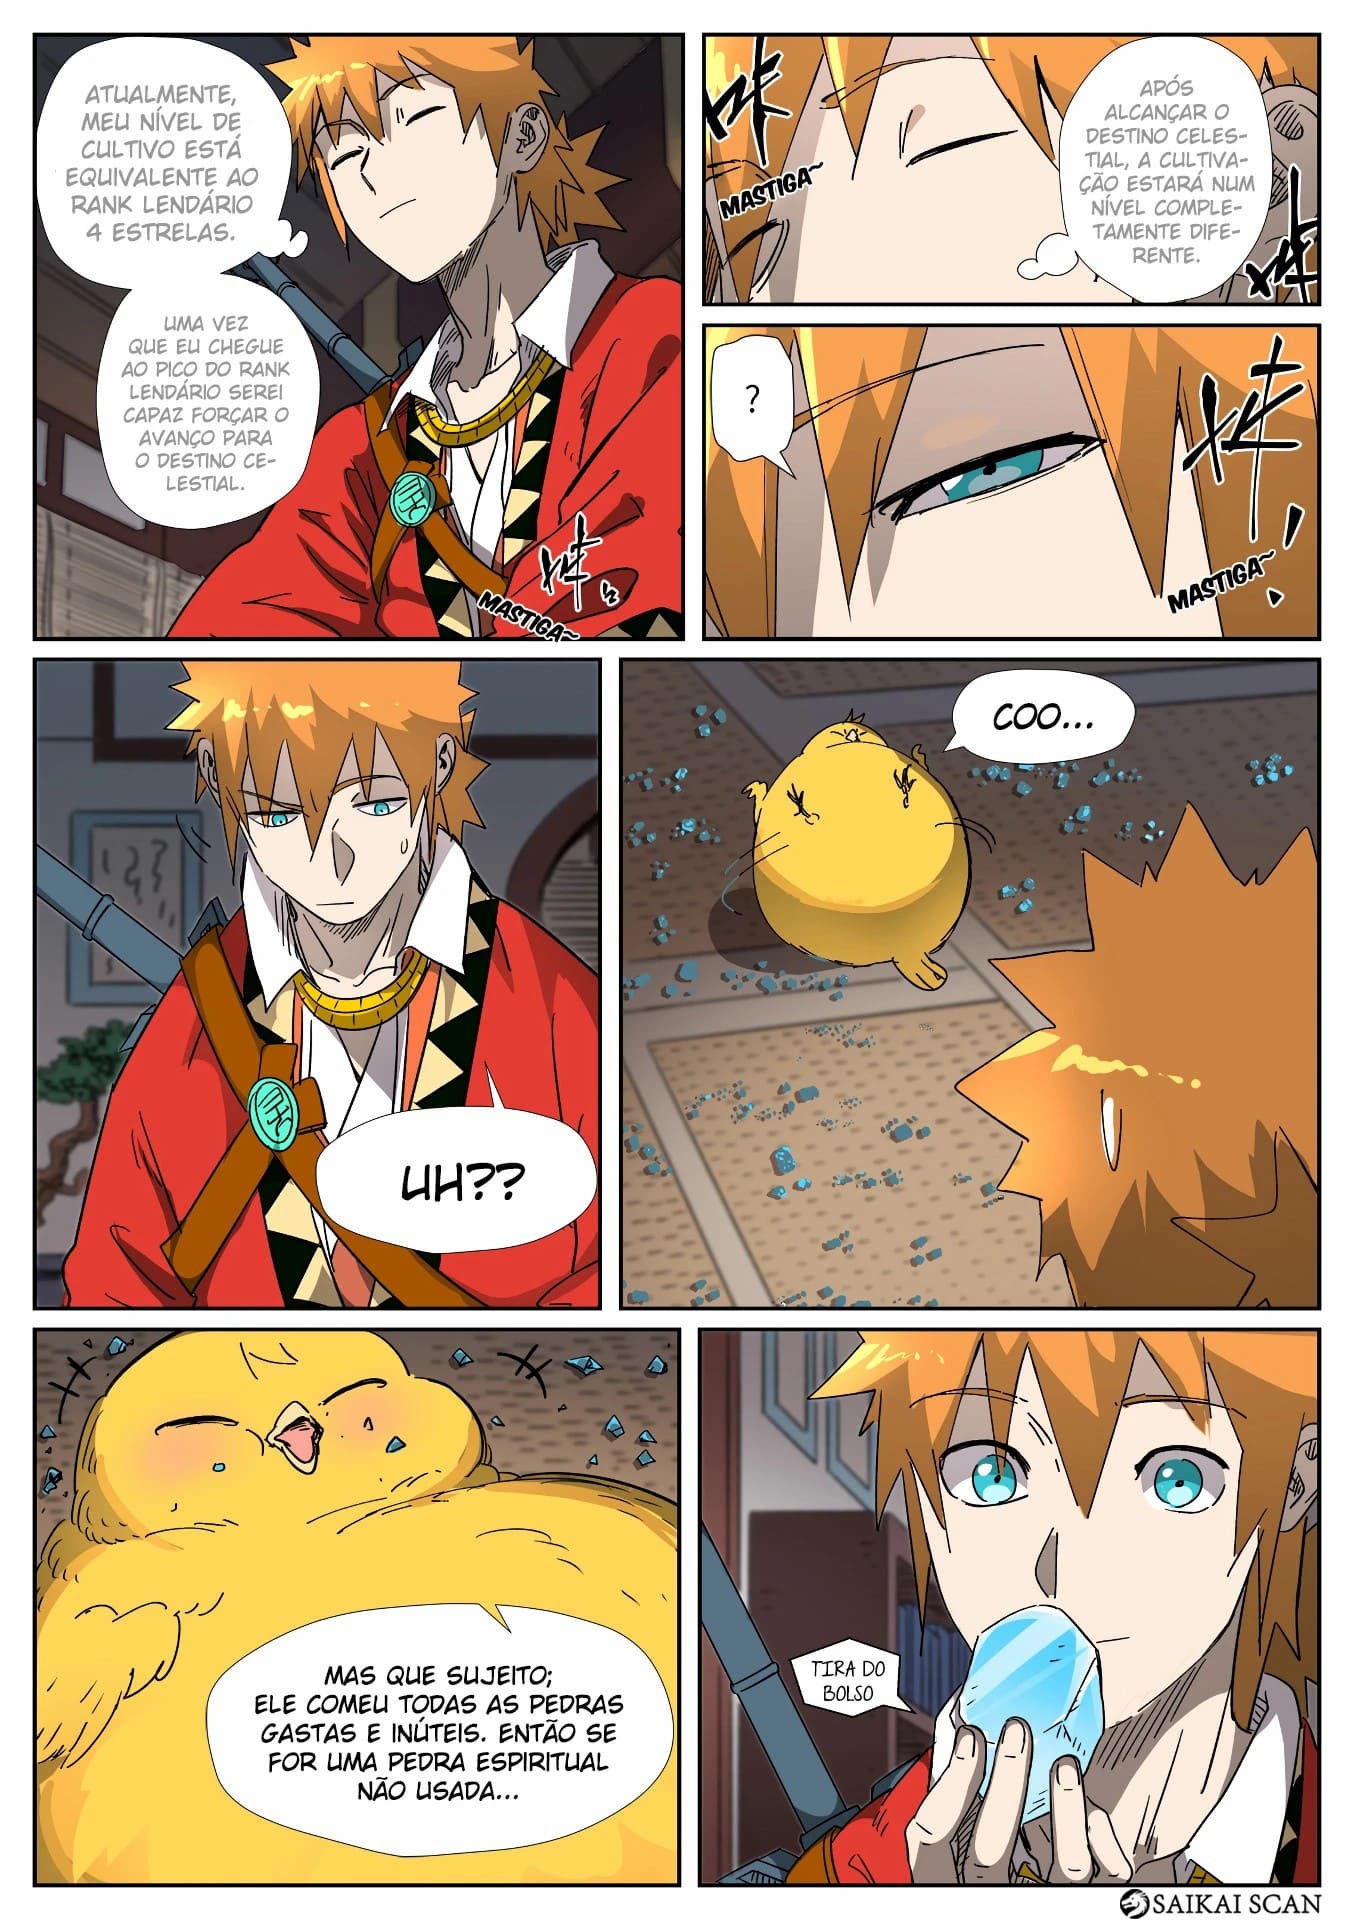 ATUALMENTE,
MEU NÍVEL DE
CULTIVO ESTÁ
EQUIVALENTE AO
RANK LENDÁRIO
4 ESTRELAS.
UMA VEZ
QUE EU CHEGUE
AO PICO DO RANK
LENDÁRIO SEREI
CAPAZ FORÇAR O
AVANÇO PARA
O DESTINO CE-
LESTIAL.
MASTIGA~
MASTIGA~
APÓS
ALCANÇAR O
DESTINO CELES-
TIAL, A CULTIVA-
ÇÃO ESTARÁ NUM
NÍVEL COMPLE-
TAMENTE DIFE-
RENTE.
?
MASTIGA~
UH??
COO...
MAS QUE SUJEITO;
ELE COMEU TODAS AS PEDRAS
GASTAS E INÚTEIS. ENTÃO SE
FOR UMA PEDRA ESPIRITUAL
NÃO USADA...
TIRA DO
BOLSO
SAIKAI SCAN